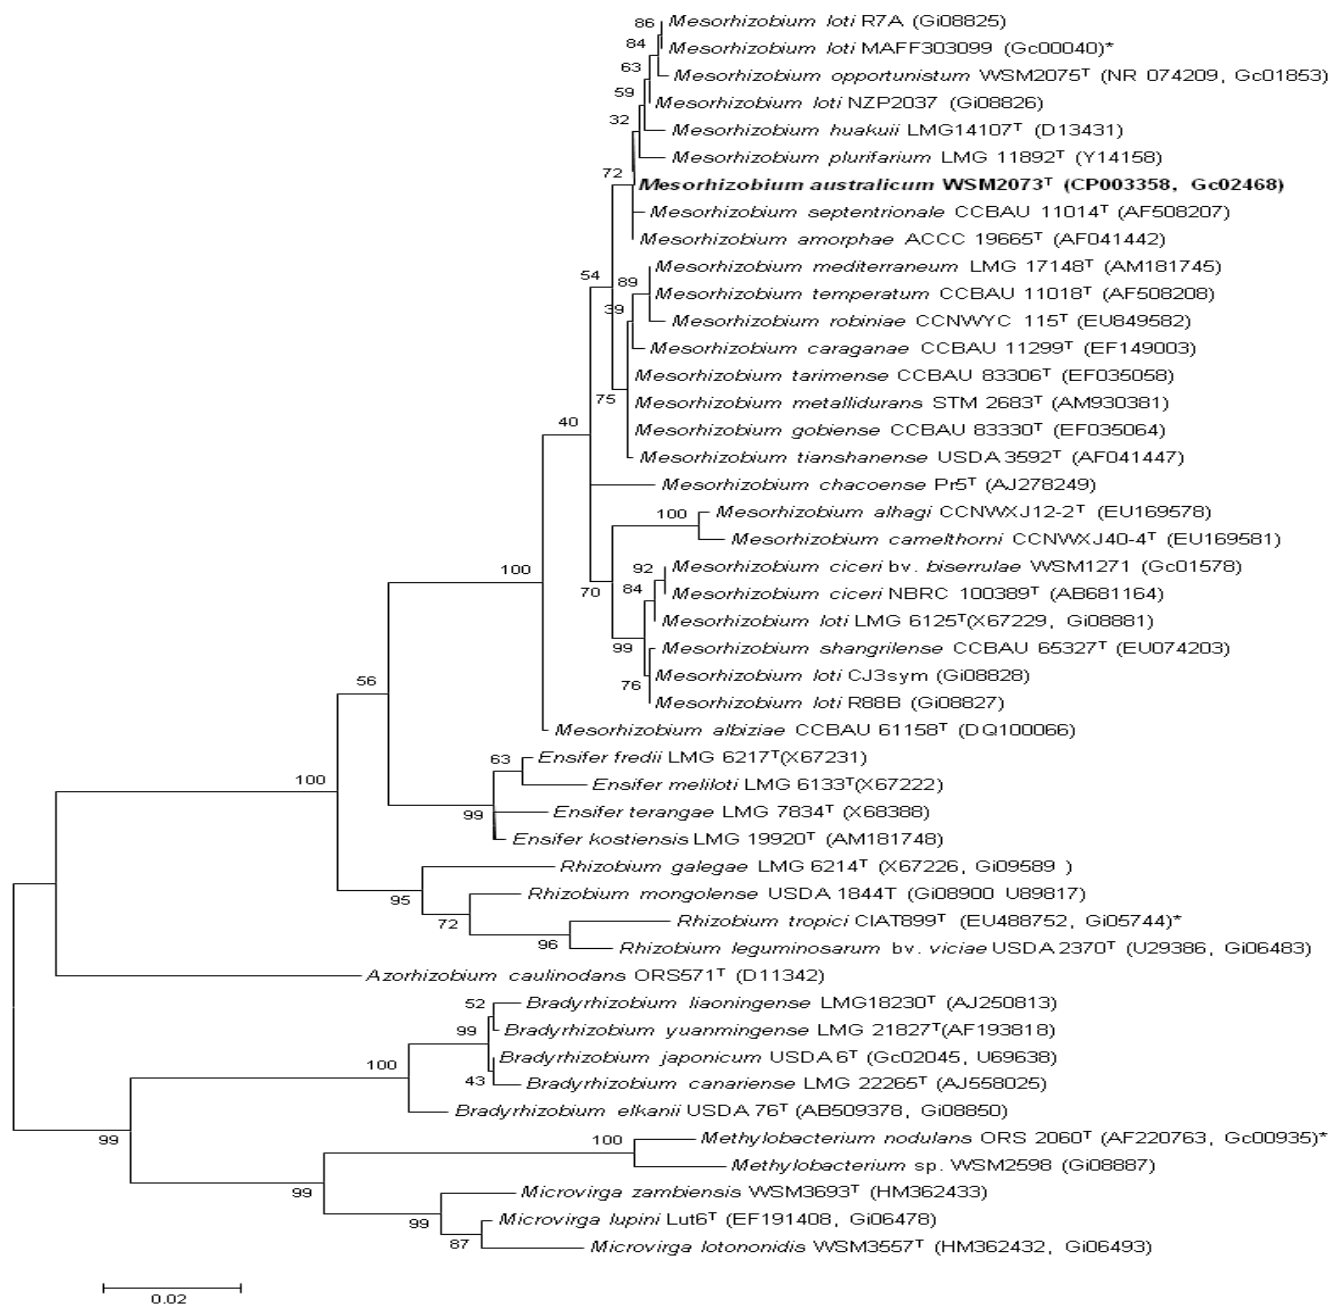 86
Mesorhizobium loti R7A (Gi08825)
84
Mesorhizobium loti MAFF303099 (Gc00040)*
63
Mesorhizobium opportunistum WSM2075ᵀ (NR 074209, Gc01853)
59
Mesorhizobium loti NZP2037 (Gi08826)
32
Mesorhizobium huakuii LMG14107ᵀ (D13431)
Mesorhizobium plurifarium LMG 11892ᵀ (Y14158)
72
Mesorhizobium australicum WSM2073ᵀ (CP003358, Gc02468)
Mesorhizobium septentrionale CCBAU 11014ᵀ (AF508207)
Mesorhizobium amorphae ACCC 19665ᵀ (AF041442)
54
Mesorhizobium mediterraneum LMG 17148ᵀ (AM181745)
89
Mesorhizobium temperatum CCBAU 11018ᵀ (AF508208)
39
Mesorhizobium robiniae CCNWYC 115ᵀ (EU849582)
Mesorhizobium caraganae CCBAU 11299ᵀ (EF149003)
Mesorhizobium tarimense CCBAU 83306ᵀ (EF035058)
75
Mesorhizobium metallidurans STM 2683ᵀ (AM930381)
40
Mesorhizobium gobiense CCBAU 83330ᵀ (EF035064)
Mesorhizobium tianshanense USDA 3592ᵀ (AF041447)
Mesorhizobium chacoense Pr5ᵀ (AJ278249)
100
Mesorhizobium alhagi CCNWXJ12-2ᵀ (EU169578)
Mesorhizobium camelthorni CCNWXJ40-4ᵀ (EU169581)
100
92
Mesorhizobium ciceri bv. biserrulae WSM1271 (Gc01578)
70
84
Mesorhizobium ciceri NBRC 100389ᵀ (AB681164)
Mesorhizobium loti LMG 6125ᵀ(X67229, Gi08881)
99
Mesorhizobium shangrilense CCBAU 65327ᵀ (EU074203)
56
76
Mesorhizobium loti CJ3sym (Gi08828)
Mesorhizobium loti R88B (Gi08827)
Mesorhizobium albiziae CCBAU 61158ᵀ (DQ100066)
63
Ensifer fredii LMG 6217ᵀ(X67231)
100
Ensifer meliloti LMG 6133ᵀ(X67222)
99
Ensifer terangae LMG 7834ᵀ (X68388)
Ensifer kostiensis LMG 19920ᵀ (AM181748)
Rhizobium galegae LMG 6214ᵀ (X67226, Gi09589 )
95
Rhizobium mongolense USDA 1844T (Gi08900 U89817)
72
Rhizobium tropici CIAT899ᵀ (EU488752, Gi05744)*
96
Rhizobium leguminosarum bv. viciae USDA 2370ᵀ (U29386, Gi06483)
Azorhizobium caulinodans ORS571ᵀ (D11342)
52
Bradyrhizobium liaoningense LMG18230ᵀ (AJ250813)
99
Bradyrhizobium yuanmingense LMG 21827ᵀ(AF193818)
100
Bradyrhizobium japonicum USDA 6ᵀ (Gc02045, U69638)
43
Bradyrhizobium canariense LMG 22265ᵀ (AJ558025)
Bradyrhizobium elkanii USDA 76ᵀ (AB509378, Gi08850)
99
100
Methylobacterium nodulans ORS 2060ᵀ (AF220763, Gc00935)*
Methylobacterium sp. WSM2598 (Gi08887)
99
Microvirga zambiensis WSM3693ᵀ (HM362433)
99
Microvirga lupini Lut6ᵀ (EF191408, Gi06478)
87
Microvirga lotononidis WSM3557ᵀ (HM362432, Gi06493)
0.02